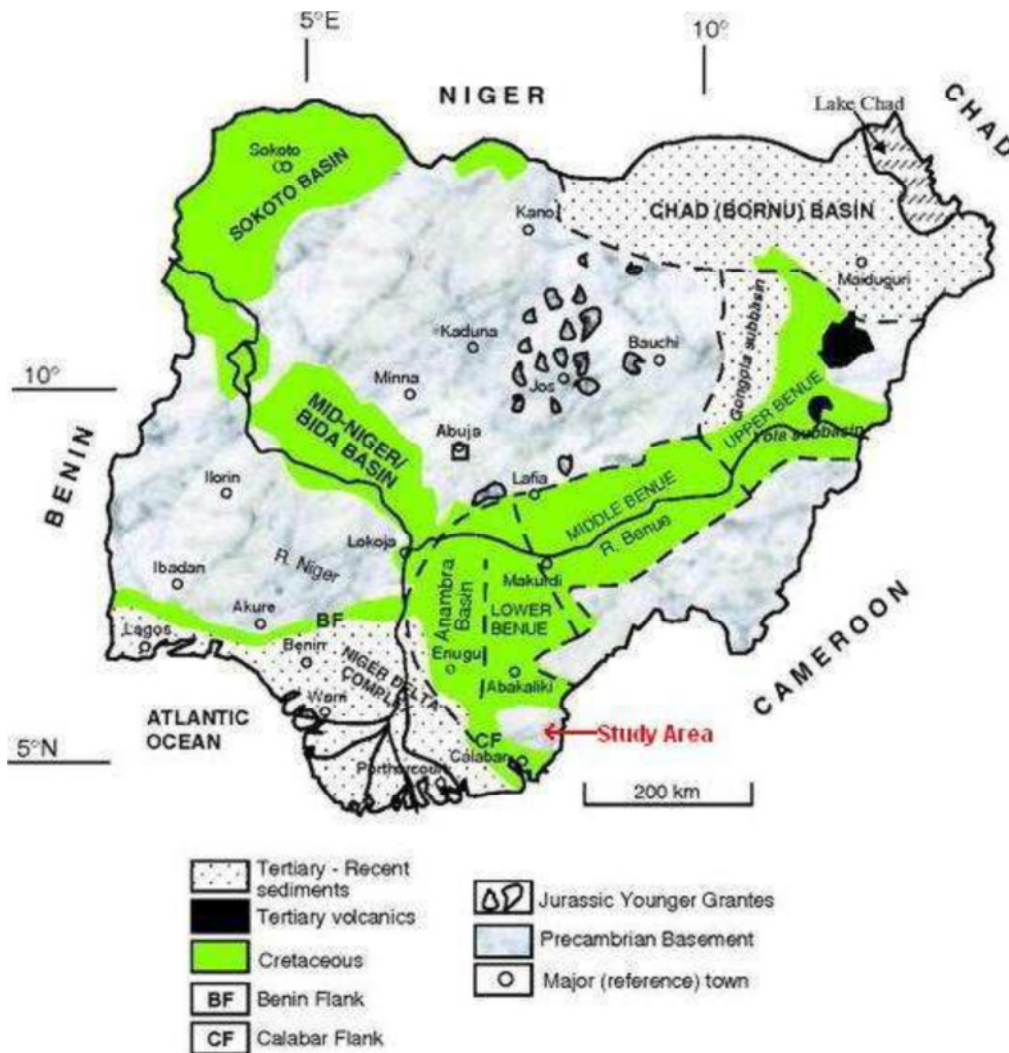 5°E
10°
NIGER
CHAD
Lake Chad
Sokoto
SOKOTO BASIN
CHAD (BORNU) BASIN
Kano
Maiduguri
Gongola subbasin
Kaduna
Bauchi
Jos
10°
Minna
UPPER BENUE
MID-NIGER/
BIDA BASIN
Abuja
Yola subbasin
BENIN
Ilorin
Lafia
MIDDLE BENUE
R. Benue
Lokoja
R. Niger
Ibadan
Makurdi
Anambra
Basin
LOWER
BENUE
Akure
BF
Lagos
Benin
Enugu
Abakaliki
NIGER DELTA
CAMEROON
Warri
ATLANTIC
OCEAN
CF
Study Area
5°N
Calabar
Portharcourt
200 km
Tertiary - Recent
sediments
Tertiary volcanics
Cretaceous
BF Benin Flank
CF Calabar Flank
Jurassic Younger Grantes
Precambrian Basement
Major (reference) town